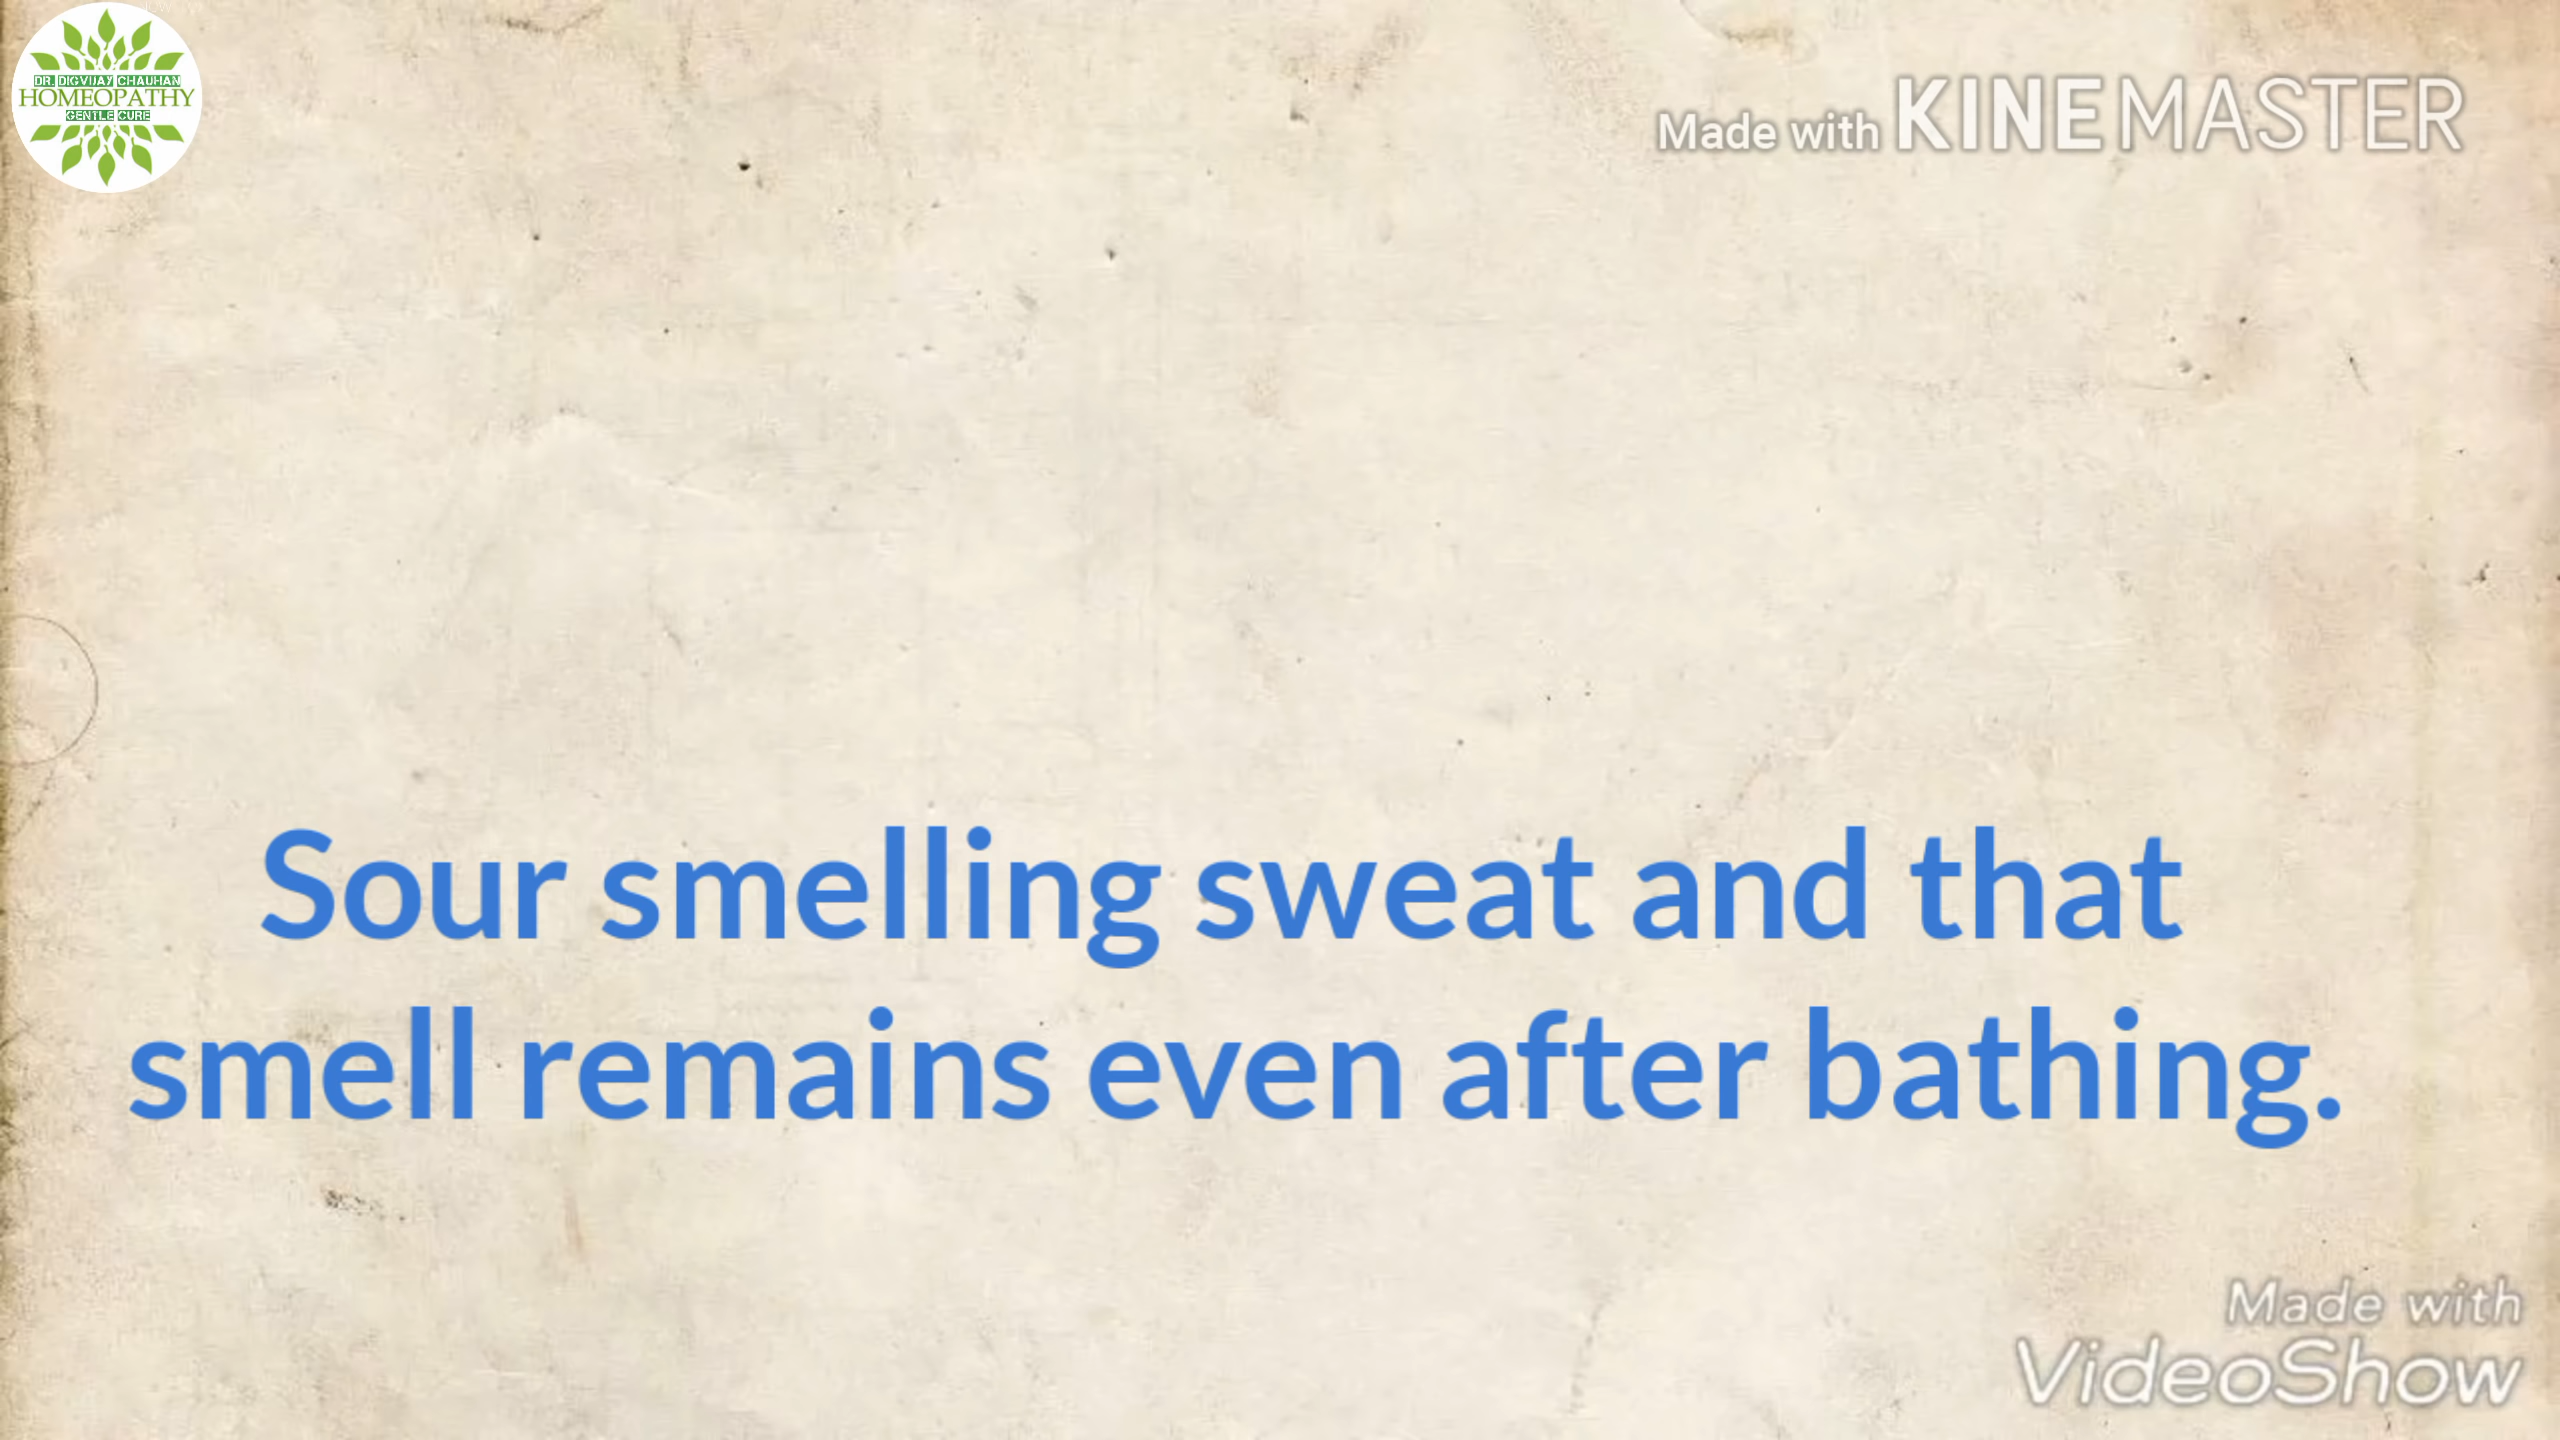 DR. DIGVIJAY CHAUHAN
HOMEOPATHY
GENTLE CURE
Made with KINEMASTER
Sour smelling sweat and that
smell remains even after bathing.
Made with
VideoShow